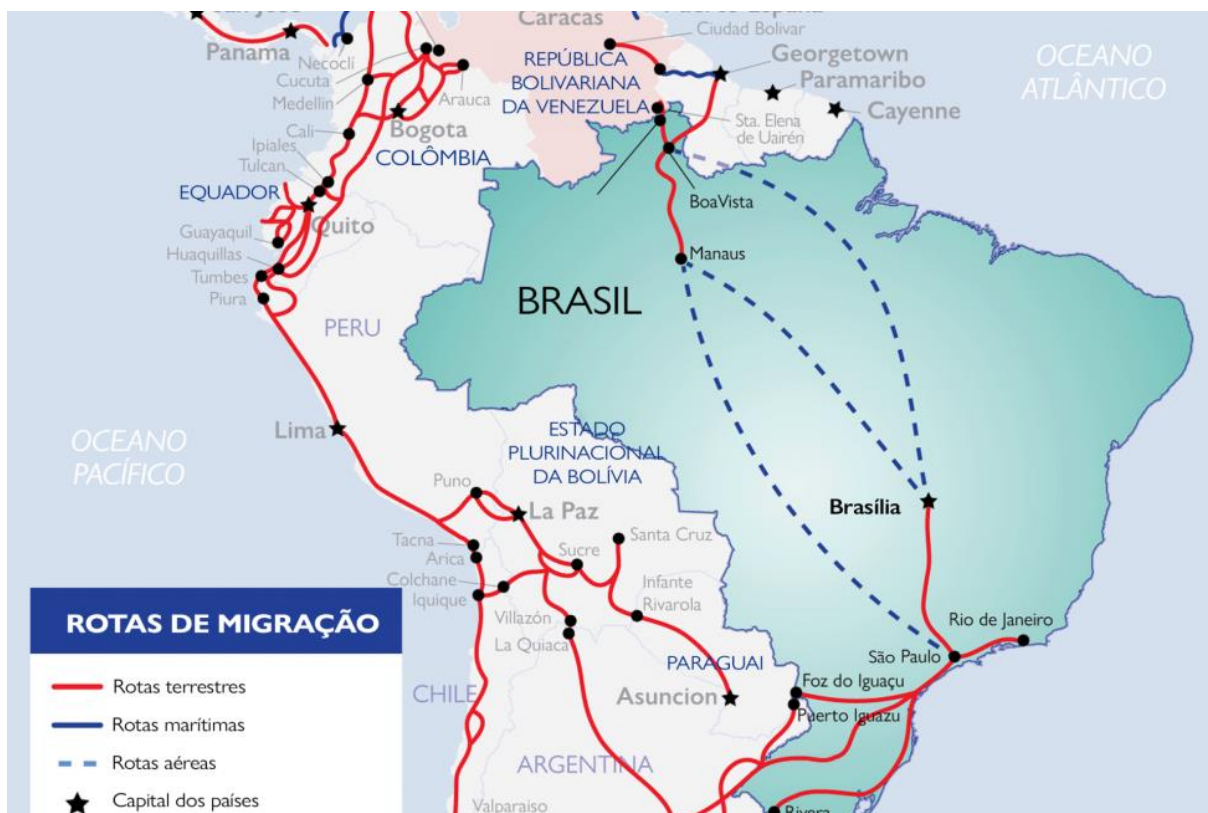 Caracas
Ciudad Bolivar
Panama
Necoclí
Cucuta
Medellin
Arauca
REPÚBLICA
BOLIVARIANA
DA VENEZUELA
Georgetown
Paramaribo
Cayenne
OCEANO
ATLÂNTICO
Bogota
Sta. Elena
de Uairén
Cali
COLÔMBIA
Ipiales
Tulcan
EQUADOR
Quito
BoaVista
Guayaquil
Huaquillas
Tumbes
Piura
Manaus
BRASIL
PERU
Lima
OCEANO
PACÍFICO
ESTADO
PLURINACIONAL
DA BOLÍVIA
Puno
La Paz
Brasília
Tacna
Arica
Sucre
Santa Cruz
Colchane
Iquique
Infante
Rivarola
Villazón
La Quiaca
Rio de Janeiro
São Paulo
PARAGUAI
Asuncion
Foz do Iguaçu
Puerto Iguazu
CHILE
ARGENTINA
Valparaiso
Rivera
ROTAS DE MIGRAÇÃO
Rotas terrestres
Rotas marítimas
Rotas aéreas
Capital dos países